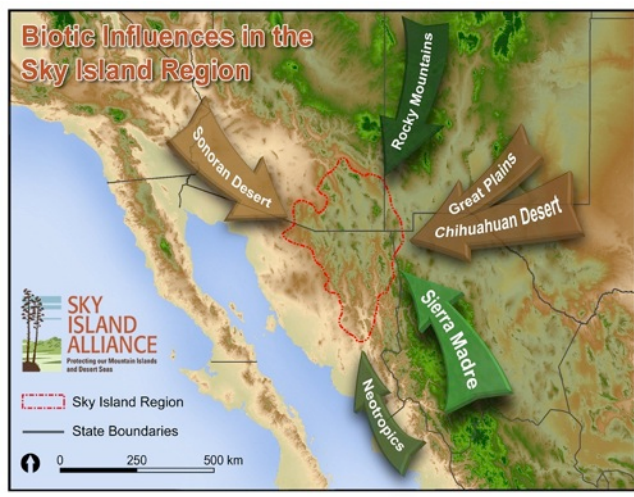 Biotic Influences in the
Sky Island Region
Rocky Mountains
Sonoran Desert
Great Plains
Chihuahuan Desert
Sierra Madre
Neotropics
SKY
ISLAND
ALLIANCE
Protecting our Mountain Islands
and Desert Seas
Sky Island Region
State Boundaries
0 250 500 km